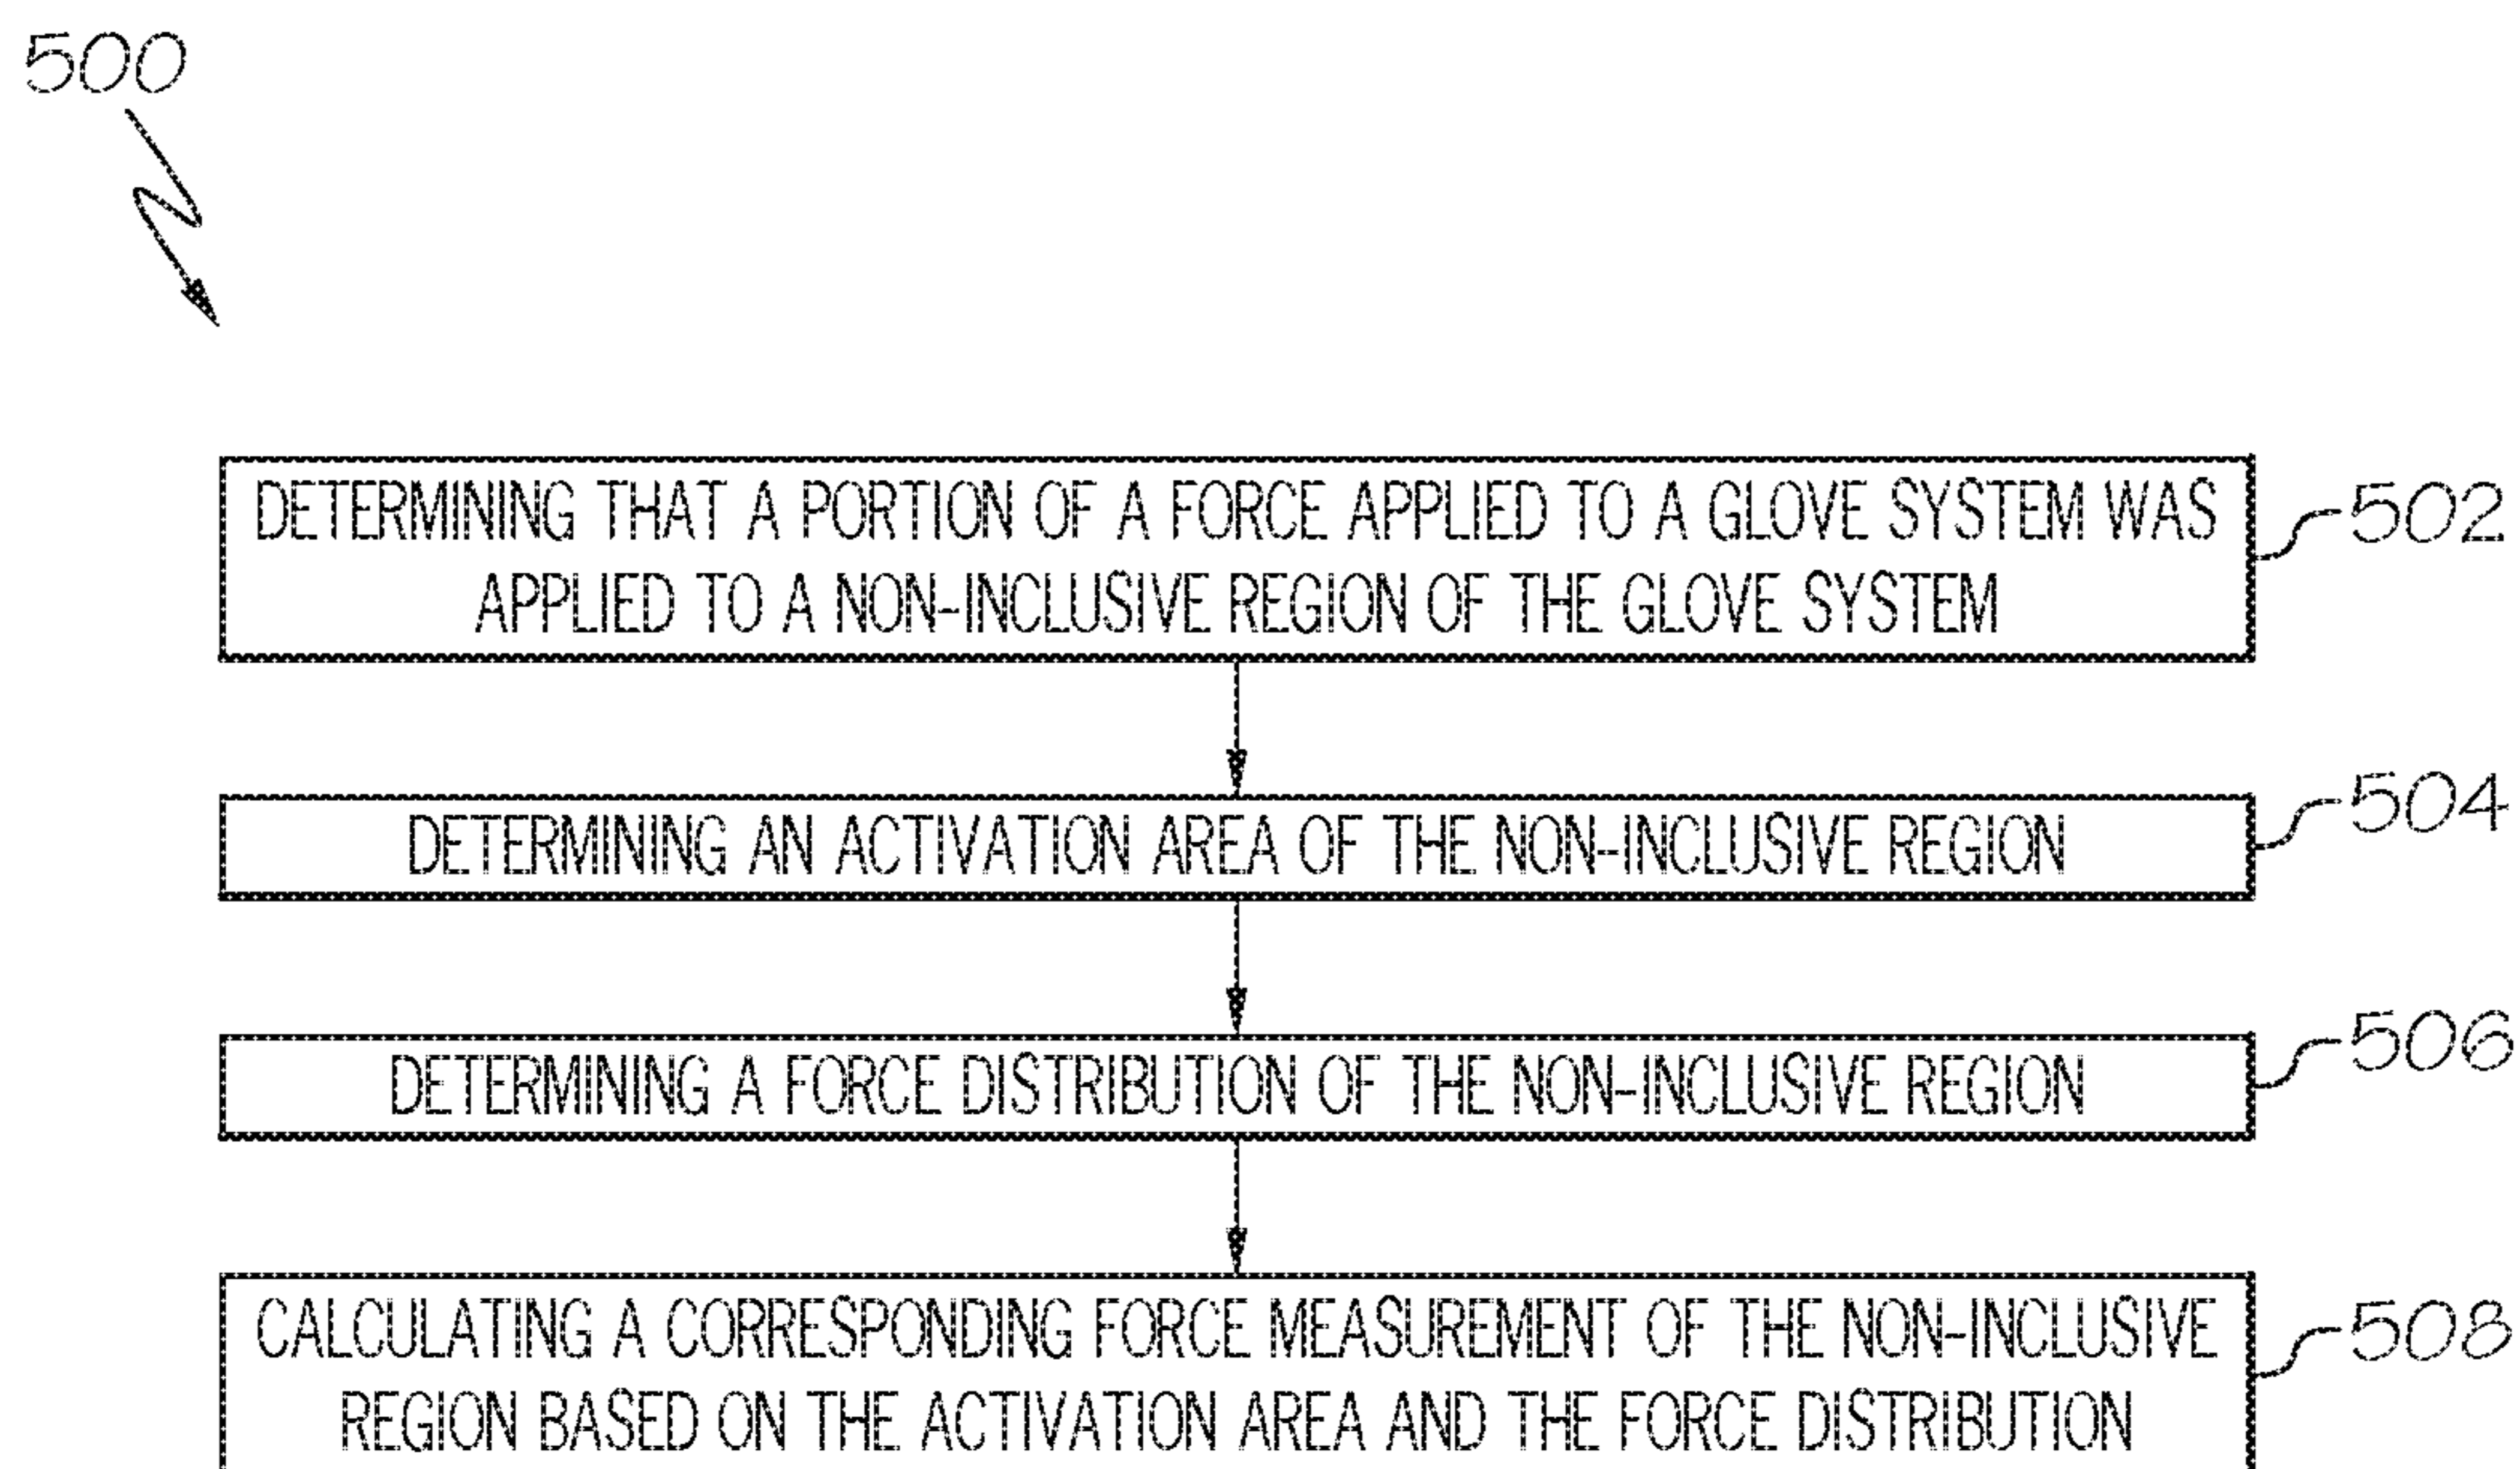 500
DETERMINING THAT A PORTION OF A FORCE APPLIED TO A GLOVE SYSTEM WAS
APPLIED TO A NON-INCLUSIVE REGION OF THE GLOVE SYSTEM
502
DETERMINING AN ACTIVATION AREA OF THE NON-INCLUSIVE REGION
504
DETERMINING A FORCE DISTRIBUTION OF THE NON-INCLUSIVE REGION
506
CALCULATING A CORRESPONDING FORCE MEASUREMENT OF THE NON-INCLUSIVE
REGION BASED ON THE ACTIVATION AREA AND THE FORCE DISTRIBUTION
508